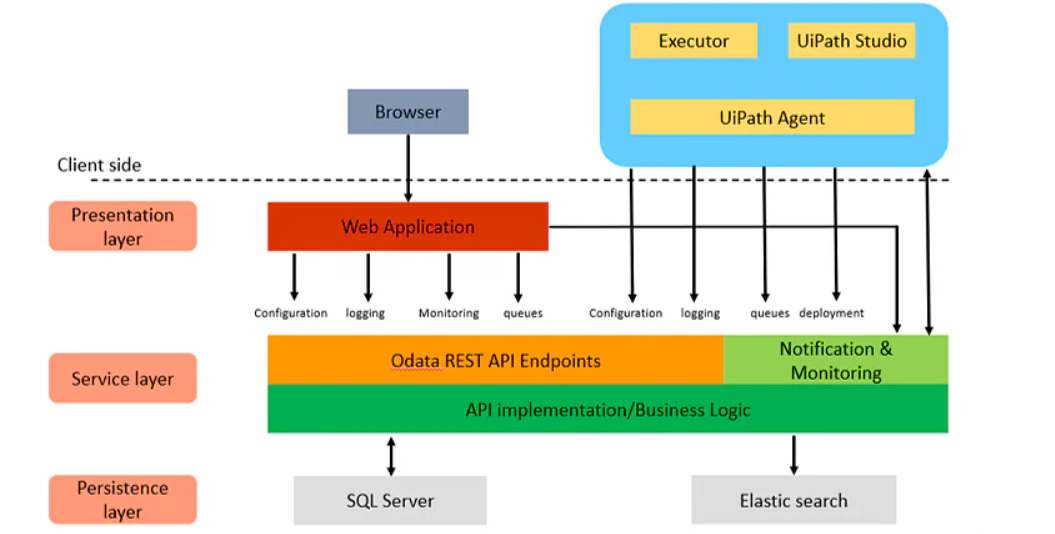 Executor
UiPath Studio
UiPath Agent
Browser
Client side
Presentation
layer
Web Application
Configuration
logging
Monitoring
queues
Configuration
logging
queues
deployment
Service layer
Odata REST API Endpoints
Notification &
Monitoring
API implementation/Business Logic
Persistence
layer
SQL Server
Elastic search